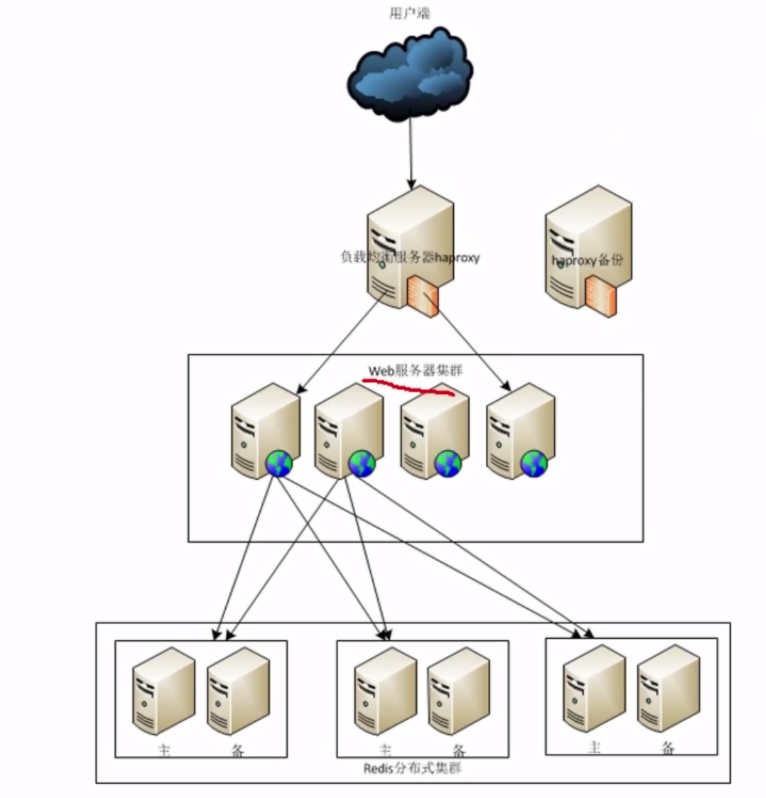 用户端
负载均衡服务器haproxy
haproxy备份
Web服务器集群
主
备
主
备
主
备
Redis分布式集群